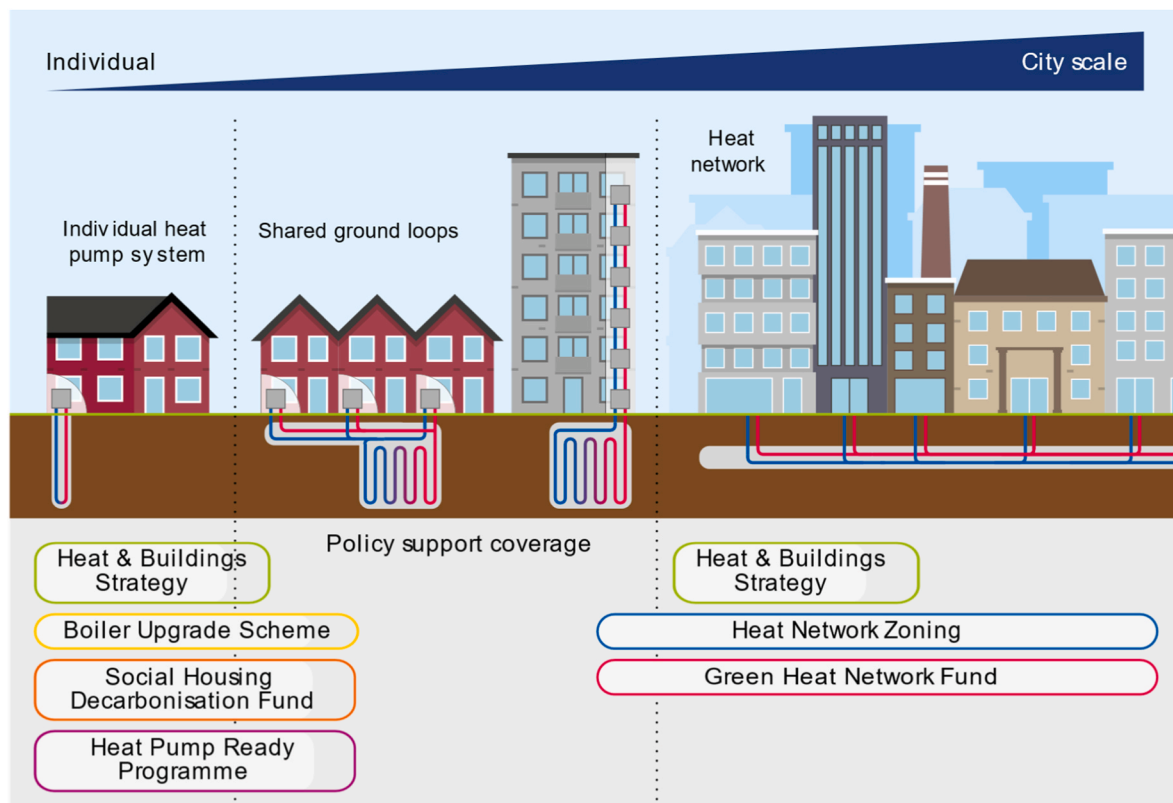 Individual
City scale
Heat
network
Individual heat
pump system
Shared ground loops
Policy support coverage
Heat & Buildings
Strategy
Boiler Upgrade Scheme
Social Housing
Decarbonisation Fund
Heat Pump Ready
Programme
Heat & Buildings
Strategy
Heat Network Zoning
Green Heat Network Fund